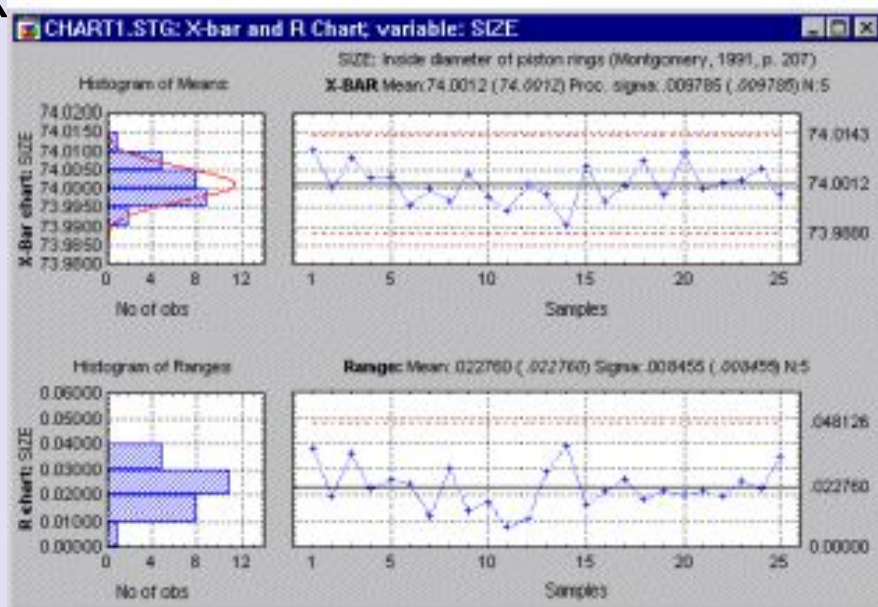 CHART1.STG: X-bar and R Chart; variable: SIZE
SIZE: Inside diameter of piston rings (Montgomery, 1991, p. 207)
Histogram of Means
X-BAR Mean:74.0012 (74.0012) Proc. sigma:.009785 (.009785) N:5
X-Bar chart: SIZE
74.0200
74.0150
74.0100
74.0050
74.0000
73.9950
73.9900
73.9850
73.9800
74.0143
74.0012
73.9880
0 4 8 12
1 5 10 15 20 25
No of obs
Samples
Histogram of Ranges
Range: Mean:.022760 (.022760) Sigma:.008455 (.008455) N:5
R chart: SIZE
0.06000
0.05000
0.04000
0.03000
0.02000
0.01000
0.00000
.048126
.022760
0.00000
0 4 8 12
1 5 10 15 20 25
No of obs
Samples